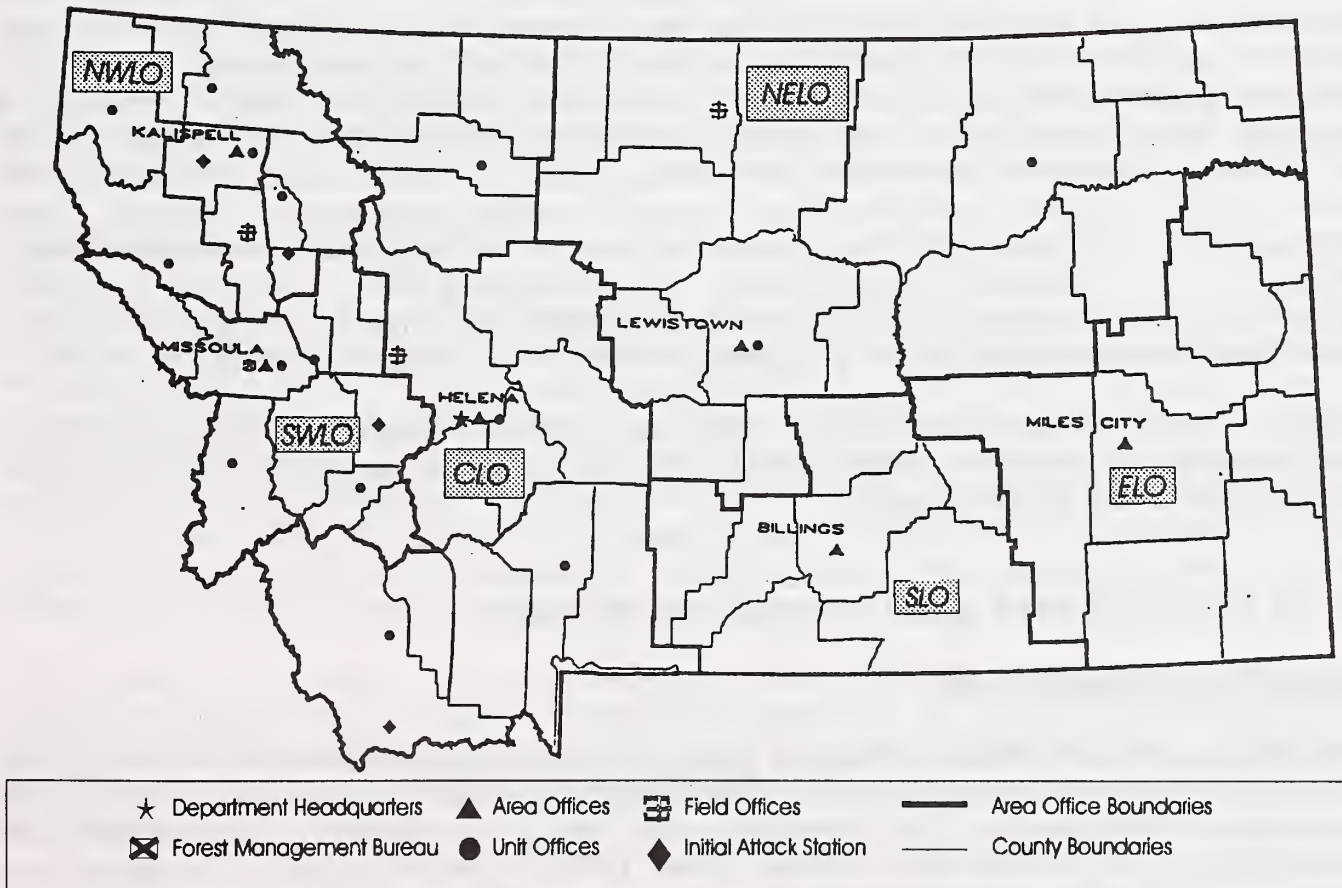 NWLO
NELO
KALISPELL
LEWISTOWN
MISSOULA
HELENA
MILES CITY
SWLO
CLO
ELO
BILLINGS
SLO
Department Headquarters
Area Offices
Field Offices
Area Office Boundaries
Forest Management Bureau
Unit Offices
Initial Attack Station
County Boundaries